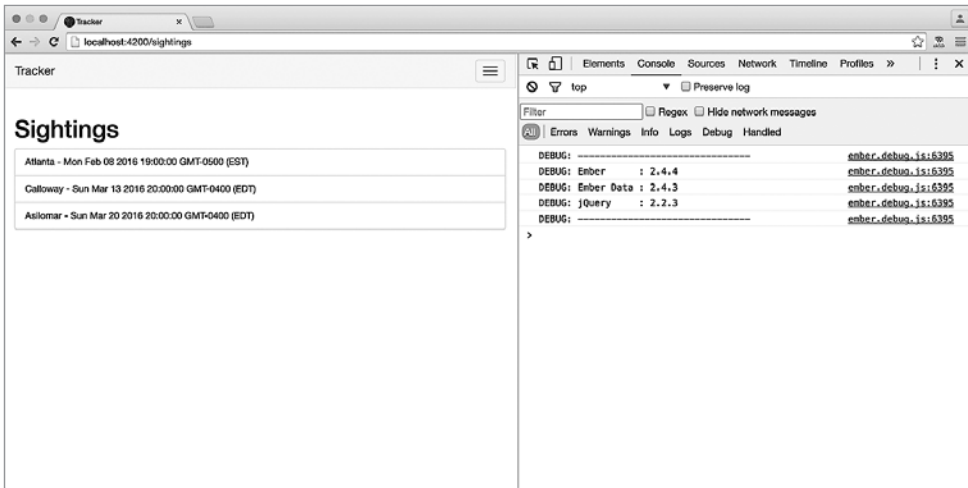 Tracker
localhost:4200/sightings
Tracker
Sightings
Atlanta - Mon Feb 08 2016 19:00:00 GMT-0500 (EST)
Calloway - Sun Mar 13 2016 20:00:00 GMT-0400 (EDT)
Asilomar - Sun Mar 20 2016 20:00:00 GMT-0400 (EDT)
Elements Console Sources Network Timeline Profiles »
top ▼ Preserve log
Filter Regex Hide network messages
All Errors Warnings Info Logs Debug Handled
DEBUG: ------------------------------- ember.debug.js:6395
DEBUG: Ember : 2.4.4 ember.debug.js:6395
DEBUG: Ember Data : 2.4.3 ember.debug.js:6395
DEBUG: jQuery : 2.2.3 ember.debug.js:6395
DEBUG: ------------------------------- ember.debug.js:6395
>